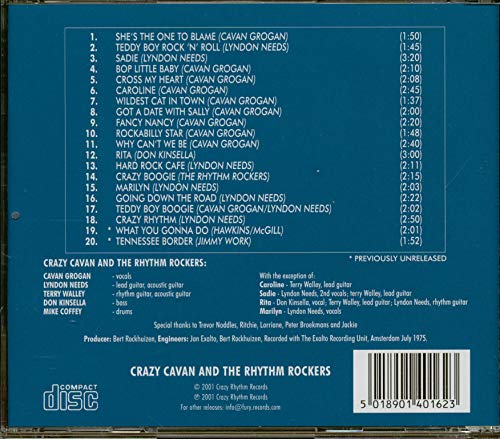 1. SHE'S THE ONE TO BLAME (CAVAN GROGAN) (1:50)
2. TEDDY BOY ROCK 'N' ROLL (LYNDON NEEDS) (1:45)
3. SADIE (LYNDON NEEDS) (3:20)
4. BOP LITTLE BABY (CAVAN GROGAN) (2:10)
5. CROSS MY HEART (CAVAN GROGAN) (2:08)
6. CAROLINE (CAVAN GROGAN) (2:45)
7. WILDEST CAT IN TOWN (CAVAN GROGAN) (1:37)
8. GOT A DATE WITH SALLY (CAVAN GROGAN) (2:00)
9. FANCY NANCY (CAVAN GROGAN) (2:20)
10. ROCKABILLY STAR (CAVAN GROGAN) (1:48)
11. WHY CAN'T WE BE (CAVAN GROGAN) (2:40)
12. RITA (DON KINSELLA) (3:00)
13. HARD ROCK CAFE (LYNDON NEEDS) (2:11)
14. CRAZY BOOGIE (THE RHYTHM ROCKERS) (2:15)
15. MARILYN (LYNDON NEEDS) (2:03)
16. GOING DOWN THE ROAD (LYNDON NEEDS) (2:22)
17. TEDDY BOY BOOGIE (CAVAN GROGAN/LYNDON NEEDS) (2:02)
18. CRAZY RHYTHM (LYNDON NEEDS) (2:50)
19. * WHAT YOU GONNA DO (HAWKINS/McGILL) (2:01)
20. * TENNESSEE BORDER (JIMMY WORK) (1:52)
* PREVIOUSLY UNRELEASED
CRAZY CAVAN AND THE RHYTHM ROCKERS:
CAVAN GROGAN - vocals
LYNDON NEEDS - lead guitar, acoustic guitar
TERRY WALLEY - rhythm guitar, acoustic guitar
DON KINSELLA - bass
MIKE COFFEY - drums
With the exception of:
Caroline - Terry Walley, lead guitar
Sadie - Lyndon Needs, 2nd vocals; terry Walley, lead guitar
Rita - Don Kinsella, vocal; Terry Walley, lead guitar; Lyndon Needs, rhythm guitar
Marilyn - Lyndon Needs, vocal
Special thanks to Trevor Noddles, Ritchie, Lorriane, Peter Broekmans and Jackie
Producer: Bert Rockhuizen, Engineers: Jan Exalto, Bert Rockhuizen, Recorded with The Exalto Recording Unit, Amsterdam July 1975.
COMPACT
disc
CRAZY CAVAN AND THE RHYTHM ROCKERS
© 2001 Crazy Rhythm Records
℗ 2001 Crazy Rhythm Records
For other releases: info@fury.records.com
5 018901 401623